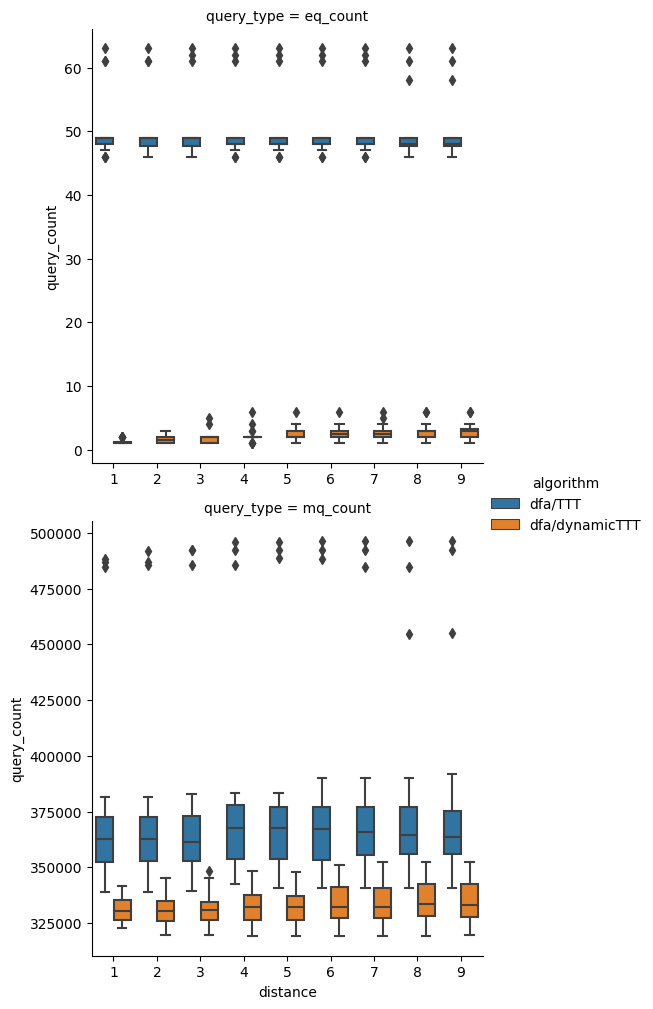 query_type = eq_count
60
50
40
30
20
10
0
query_count
1 2 3 4 5 6 7 8 9
algorithm
dfa/TTT
dfa/dynamicTTT
query_type = mq_count
500000
475000
450000
425000
400000
375000
350000
325000
query_count
1 2 3 4 5 6 7 8 9
distance